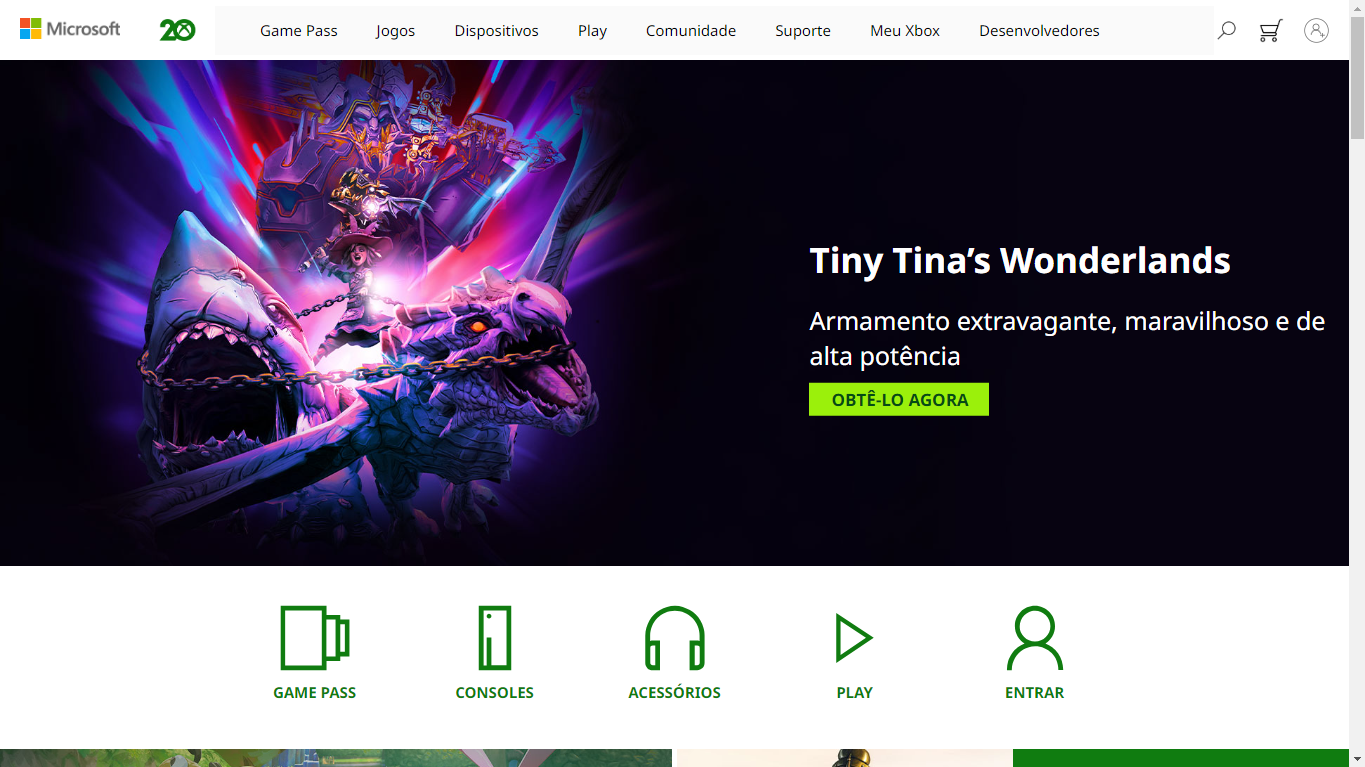 Microsoft
20
Game Pass Jogos Dispositivos Play Comunidade Suporte Meu Xbox Desenvolvedores
Tiny Tina’s Wonderlands
Armamento extravagante, maravilhoso e de
alta potência
OBTÊ-LO AGORA
GAME PASS CONSOLES ACESSÓRIOS PLAY ENTRAR